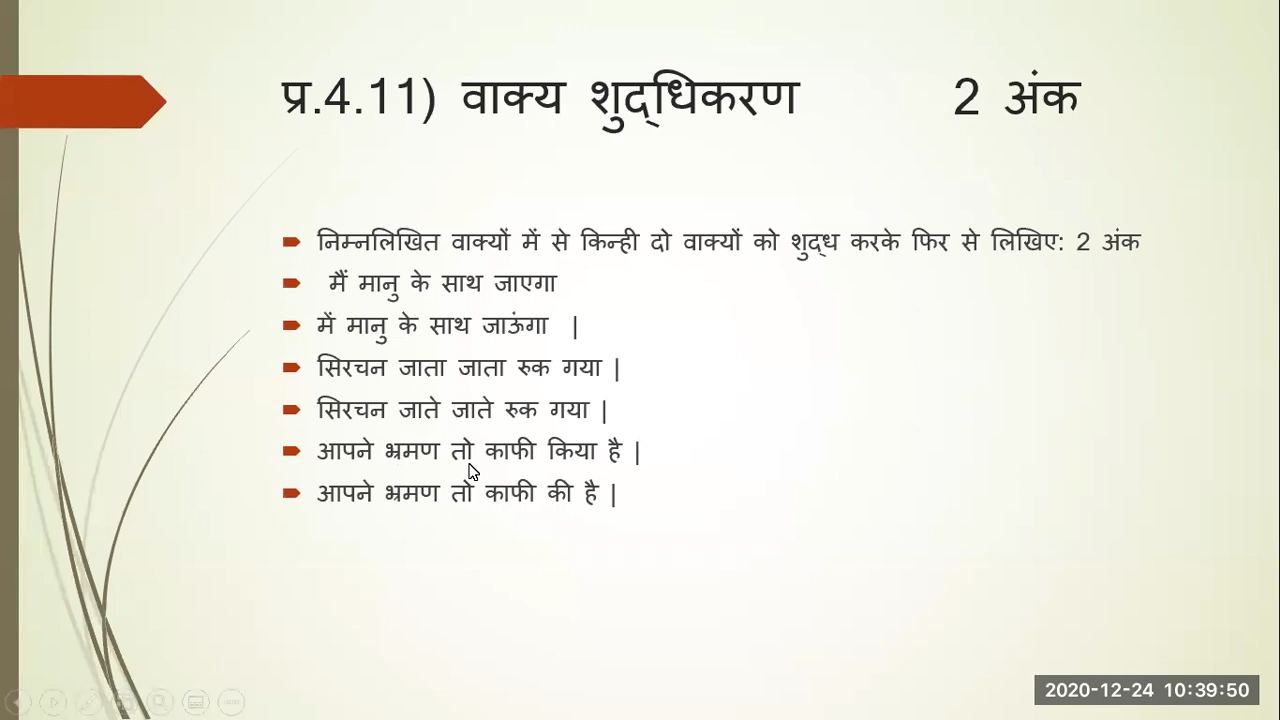 प्र.4.11) वाक्य शुद्धिकरण 2 अंक
निम्नलिखित वाक्यों में से किन्ही दो वाक्यों को शुद्ध करके फिर से लिखिए: 2 अंक
मैं मानु के साथ जाएगा
में मानु के साथ जाऊंगा |
सिरचन जाता जाता रुक गया |
सिरचन जाते जाते रुक गया |
आपने भ्रमण तो काफी किया है |
आपने भ्रमण तो काफी की है |
2020-12-24 10:39:50